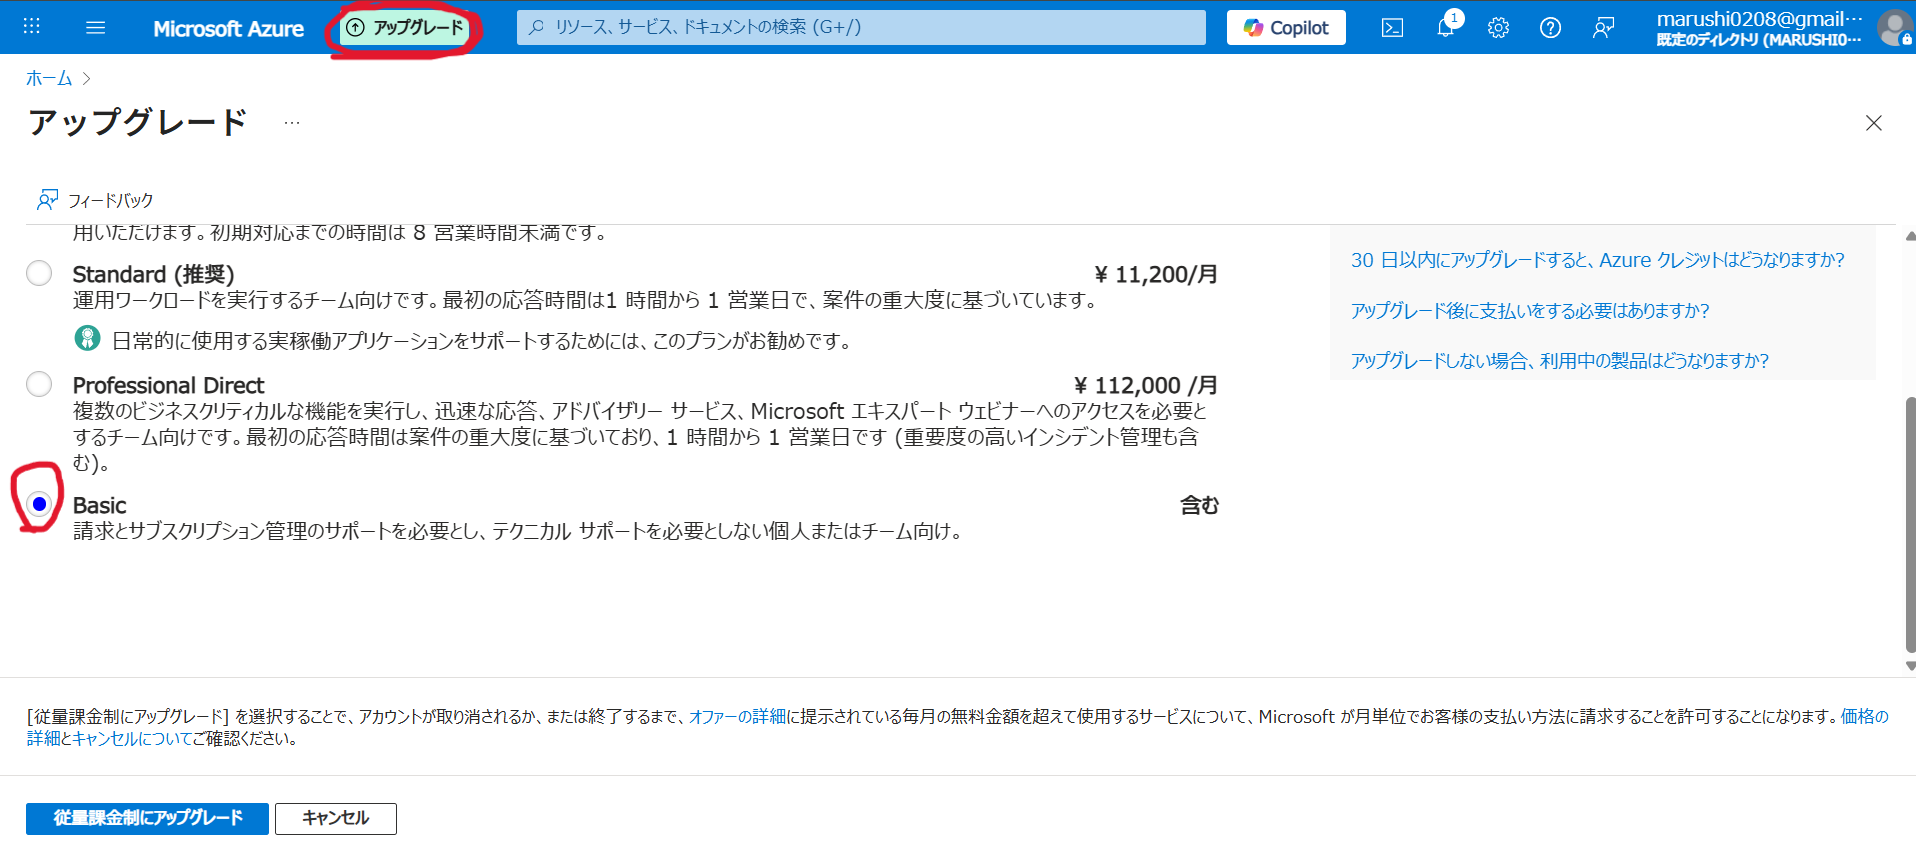 Microsoft Azure
アップグレード
リソース、サービス、ドキュメントの検索 (G+/)
Copilot
1
marushi0208@gmail…
既定のディレクトリ (MARUSHI0…
ホーム
アップグレード
…
フィードバック
用いただけます。初期対応までの時間は 8 営業時間未満です。
Standard (推奨)
¥ 11,200/月
運用ワークロードを実行するチーム向けです。最初の応答時間は1 時間から 1 営業日で、案件の重大度に基づいています。
日常的に使用する実稼働アプリケーションをサポートするためには、このプランがお勧めです。
Professional Direct
¥ 112,000 /月
複数のビジネスクリティカルな機能を実行し、迅速な応答、アドバイザリー サービス、Microsoft エキスパート ウェビナーへのアクセスを必要と
するチーム向けです。最初の応答時間は案件の重大度に基づいており、1 時間から 1 営業日です (重要度の高いインシデント管理も含
む)。
Basic
含む
請求とサブスクリプション管理のサポートを必要とし、テクニカル サポートを必要としない個人またはチーム向け。
30 日以内にアップグレードすると、Azure クレジットはどうなりますか?
アップグレード後に支払いをする必要はありますか?
アップグレードしない場合、利用中の製品はどうなりますか?
[従量課金制にアップグレード] を選択することで、アカウントが取り消されるか、または終了するまで、オファーの詳細に提示されている毎月の無料金額を超えて使用するサービスについて、Microsoft が月単位でお客様の支払い方法に請求することを許可することになります。価格の
詳細とキャンセルについてご確認ください。
従量課金制にアップグレード
キャンセル